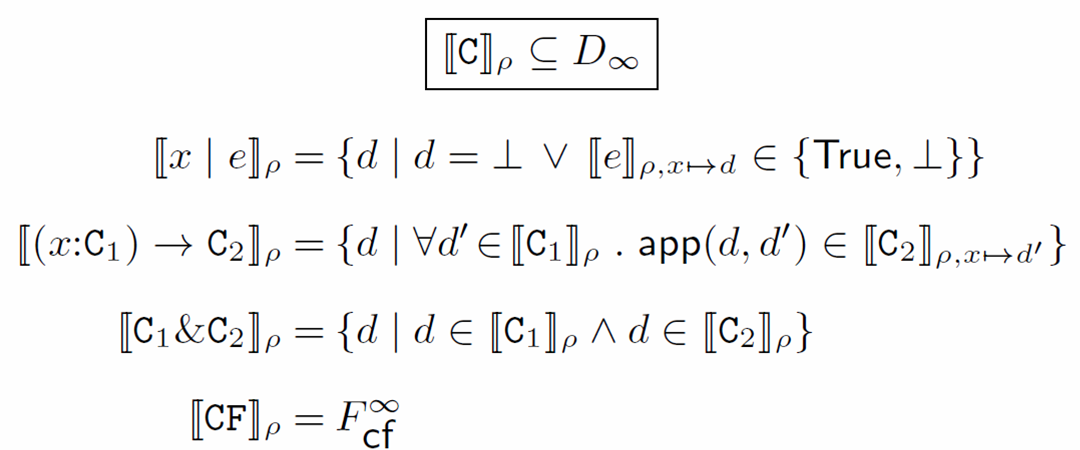 ⟦C⟧ρ ⊆ D∞
⟦x | e⟧ρ = {d | d = ⊥ ∨ ⟦e⟧ρ,x↦d ∈ {True, ⊥}}
⟦(x:C₁) → C₂⟧ρ = {d | ∀d′∈⟦C₁⟧ρ . app(d, d′) ∈ ⟦C₂⟧ρ,x↦d′}
⟦C₁&C₂⟧ρ = {d | d ∈ ⟦C₁⟧ρ ∧ d ∈ ⟦C₂⟧ρ}
⟦CF⟧ρ = F∞cf